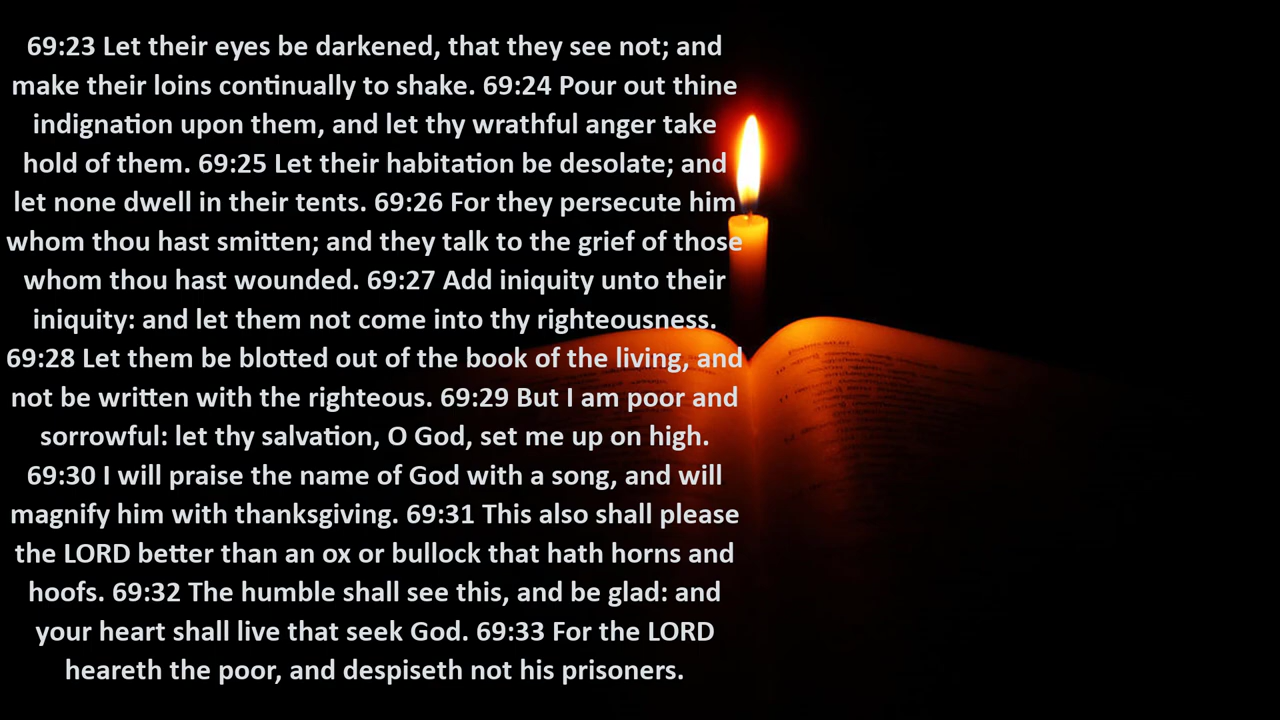 69:23 Let their eyes be darkened, that they see not; and
make their loins continually to shake. 69:24 Pour out thine
indignation upon them, and let thy wrathful anger take
hold of them. 69:25 Let their habitation be desolate; and
let none dwell in their tents. 69:26 For they persecute him
whom thou hast smitten; and they talk to the grief of those
whom thou hast wounded. 69:27 Add iniquity unto their
iniquity: and let them not come into thy righteousness.
69:28 Let them be blotted out of the book of the living, and
not be written with the righteous. 69:29 But I am poor and
sorrowful: let thy salvation, O God, set me up on high.
69:30 I will praise the name of God with a song, and will
magnify him with thanksgiving. 69:31 This also shall please
the LORD better than an ox or bullock that hath horns and
hoofs. 69:32 The humble shall see this, and be glad: and
your heart shall live that seek God. 69:33 For the LORD
heareth the poor, and despiseth not his prisoners.